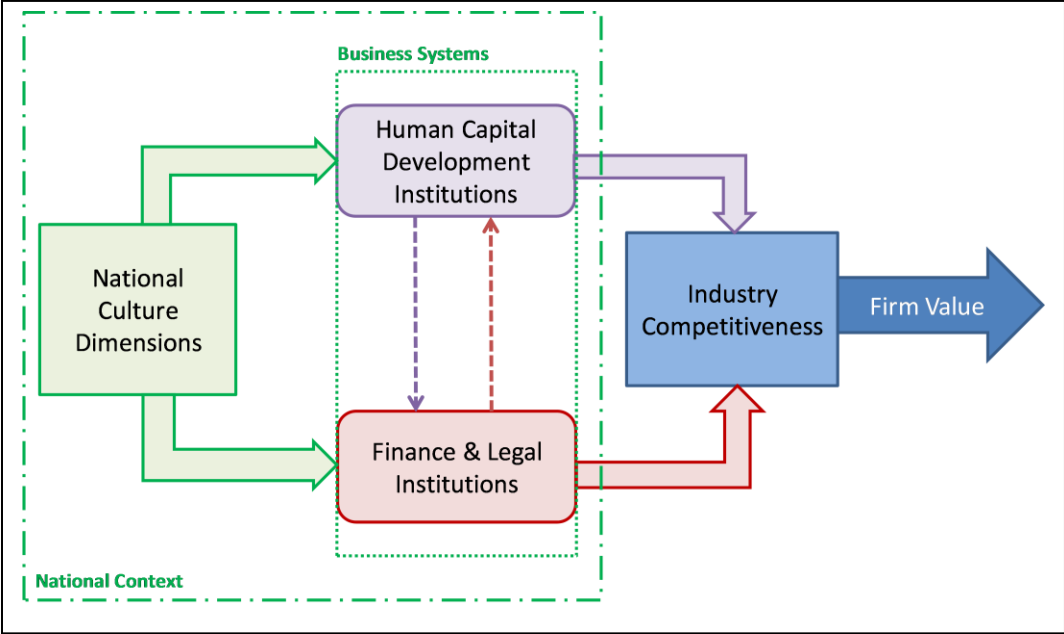 Business Systems
Human Capital
Development
Institutions
National
Culture
Dimensions
Industry
Competitiveness
Firm Value
Finance & Legal
Institutions
National Context